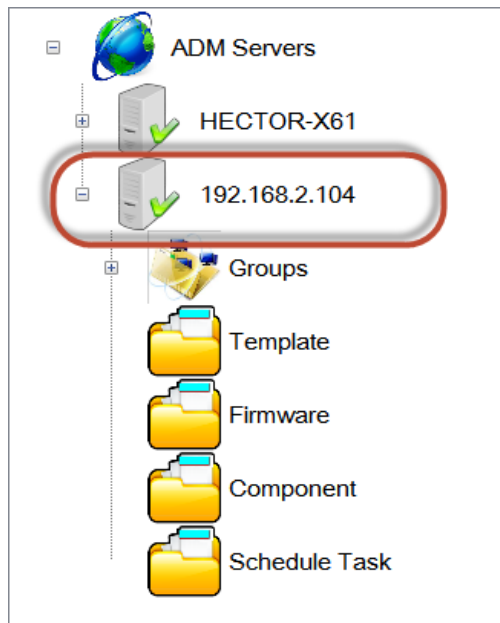 ADM Servers
HECTOR-X61
192.168.2.104
Groups
Template
Firmware
Component
Schedule Task